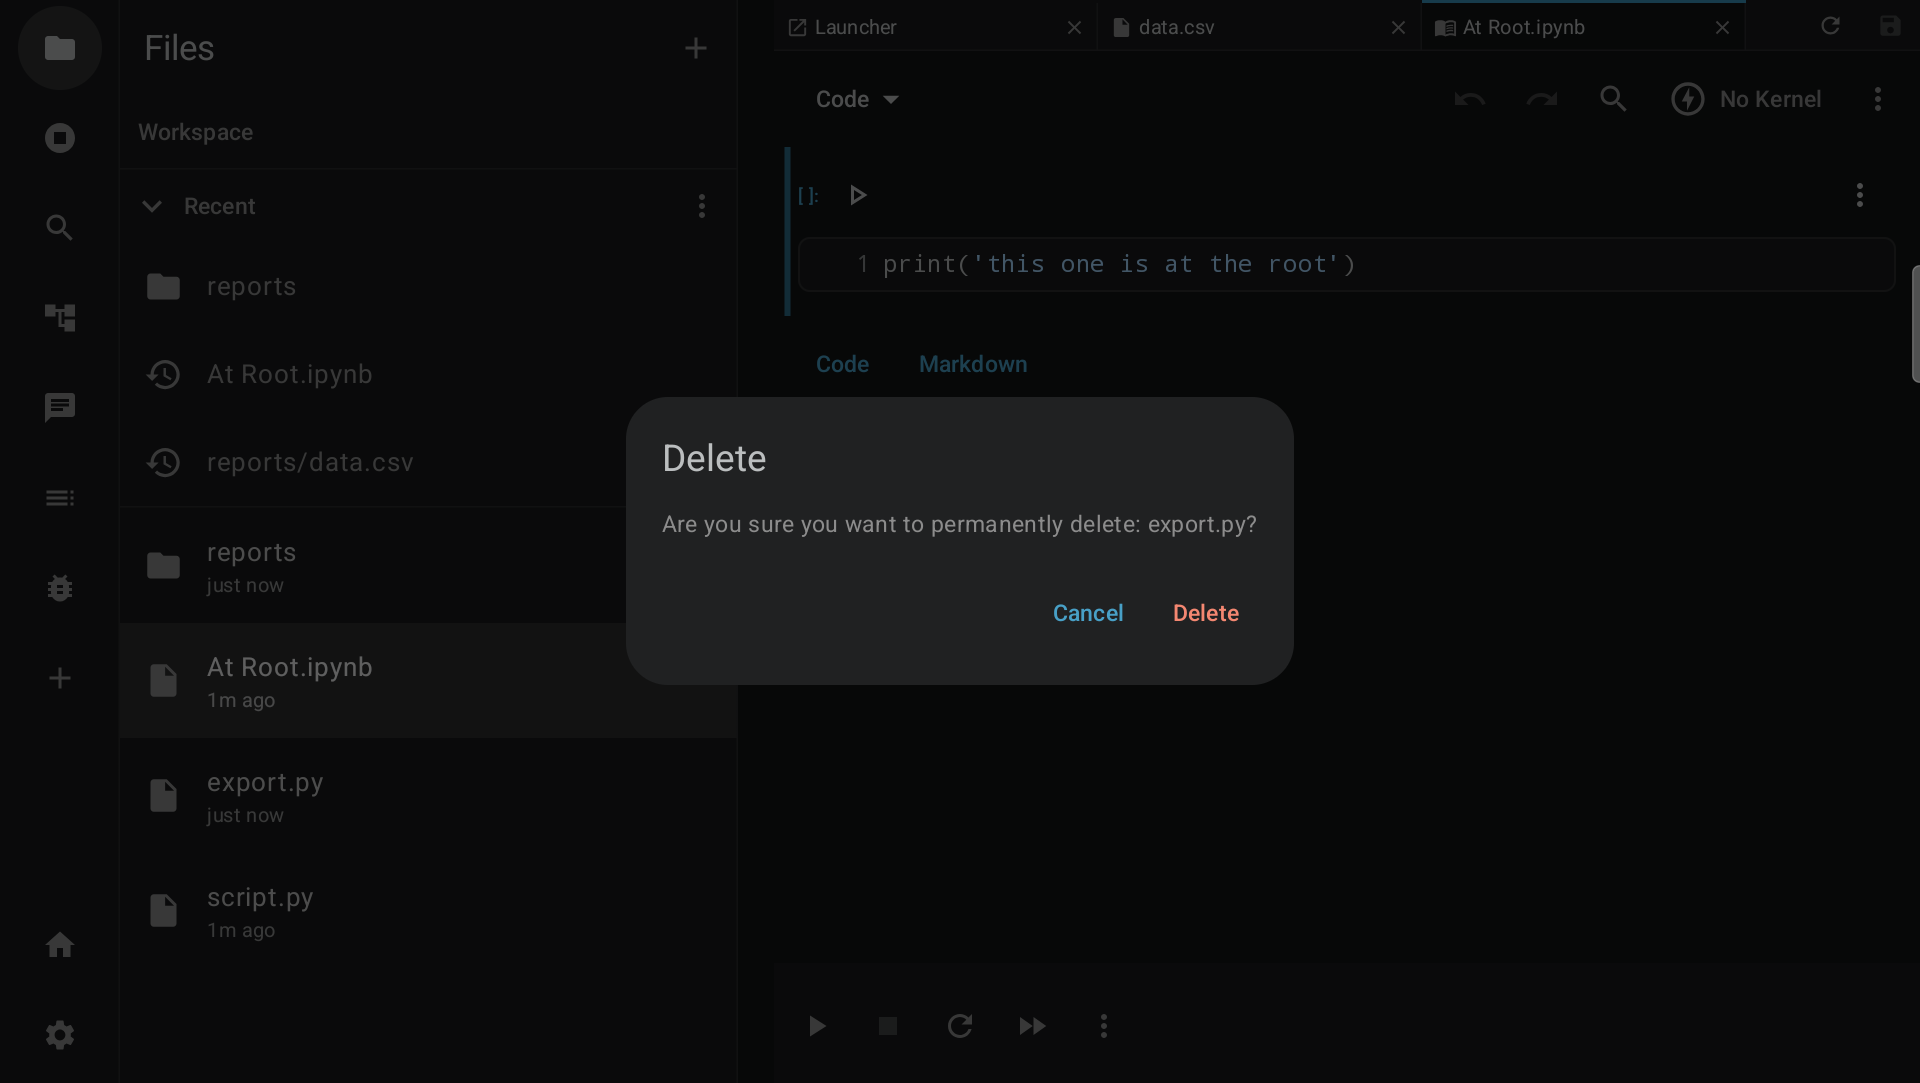 Files
Workspace
Recent
reports
At Root.ipynb
reports/data.csv
reports
just now
At Root.ipynb
1m ago
export.py
just now
script.py
1m ago
Launcher
data.csv
At Root.ipynb
Code
No Kernel
[ ]:
1 print('this one is at the root')
Code Markdown
Delete
Are you sure you want to permanently delete: export.py?
Cancel Delete